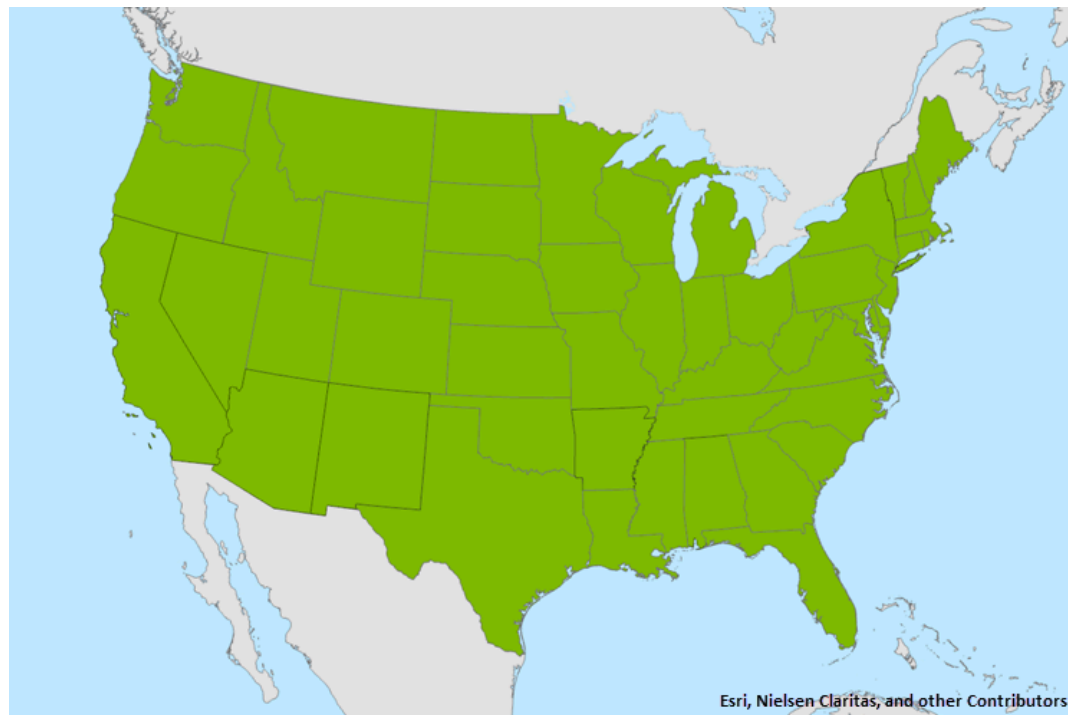 Esri, Nielsen Claritas, and other Contributors